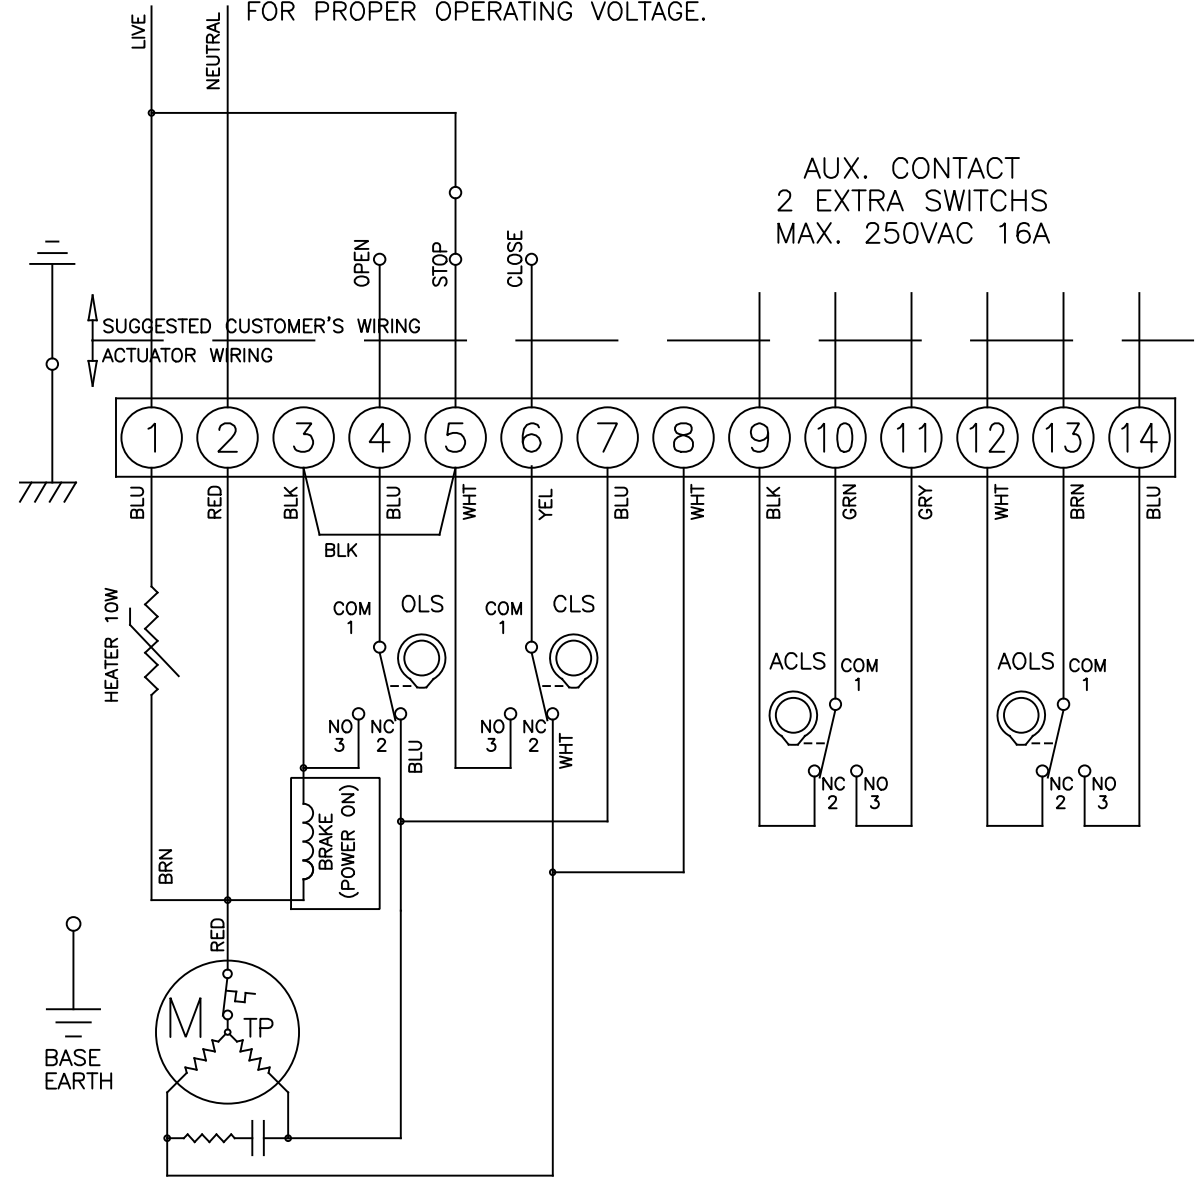 FOR PROPER OPERATING VOLTAGE.
LIVE
NEUTRAL
AUX. CONTACT
2 EXTRA SWITCHS
MAX. 250VAC 16A
OPEN
STOP
CLOSE
SUGGESTED CUSTOMER'S WIRING
ACTUATOR WIRING
1 2 3 4 5 6 7 8 9 10 11 12 13 14
BLU RED BLK BLU WHT YEL BLU WHT BLK GRN GRY WHT BRN BLU
BLK
HEATER 10W
COM
1
OLS
COM
1
CLS
ACLS
COM
1
AOLS
COM
1
NO
3
NC
2
BLU
NO
3
NC
2
WHT
NC
2
NO
3
NC
2
NO
3
BRAKE
(POWER ON)
BRN
RED
M
TP
BASE
EARTH